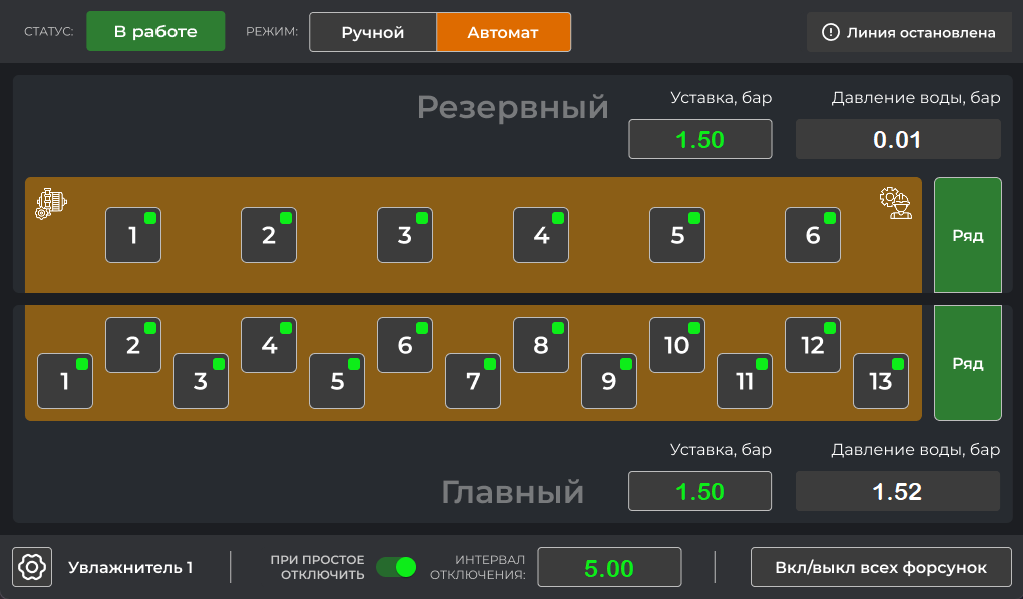 СТАТУС: В работе РЕЖИМ: Ручной Автомат Линия остановлена
Резервный
Уставка, бар Давление воды, бар
1.50 0.01
1 2 3 4 5 6 Ряд
2 4 6 8 10 12
1 3 5 7 9 11 13 Ряд
Уставка, бар Давление воды, бар
Главный
1.50 1.52
Увлажнитель 1
ПРИ ПРОСТОЕ
ОТКЛЮЧИТЬ
ИНТЕРВАЛ
ОТКЛЮЧЕНИЯ:
5.00
Вкл/выкл всех форсунок